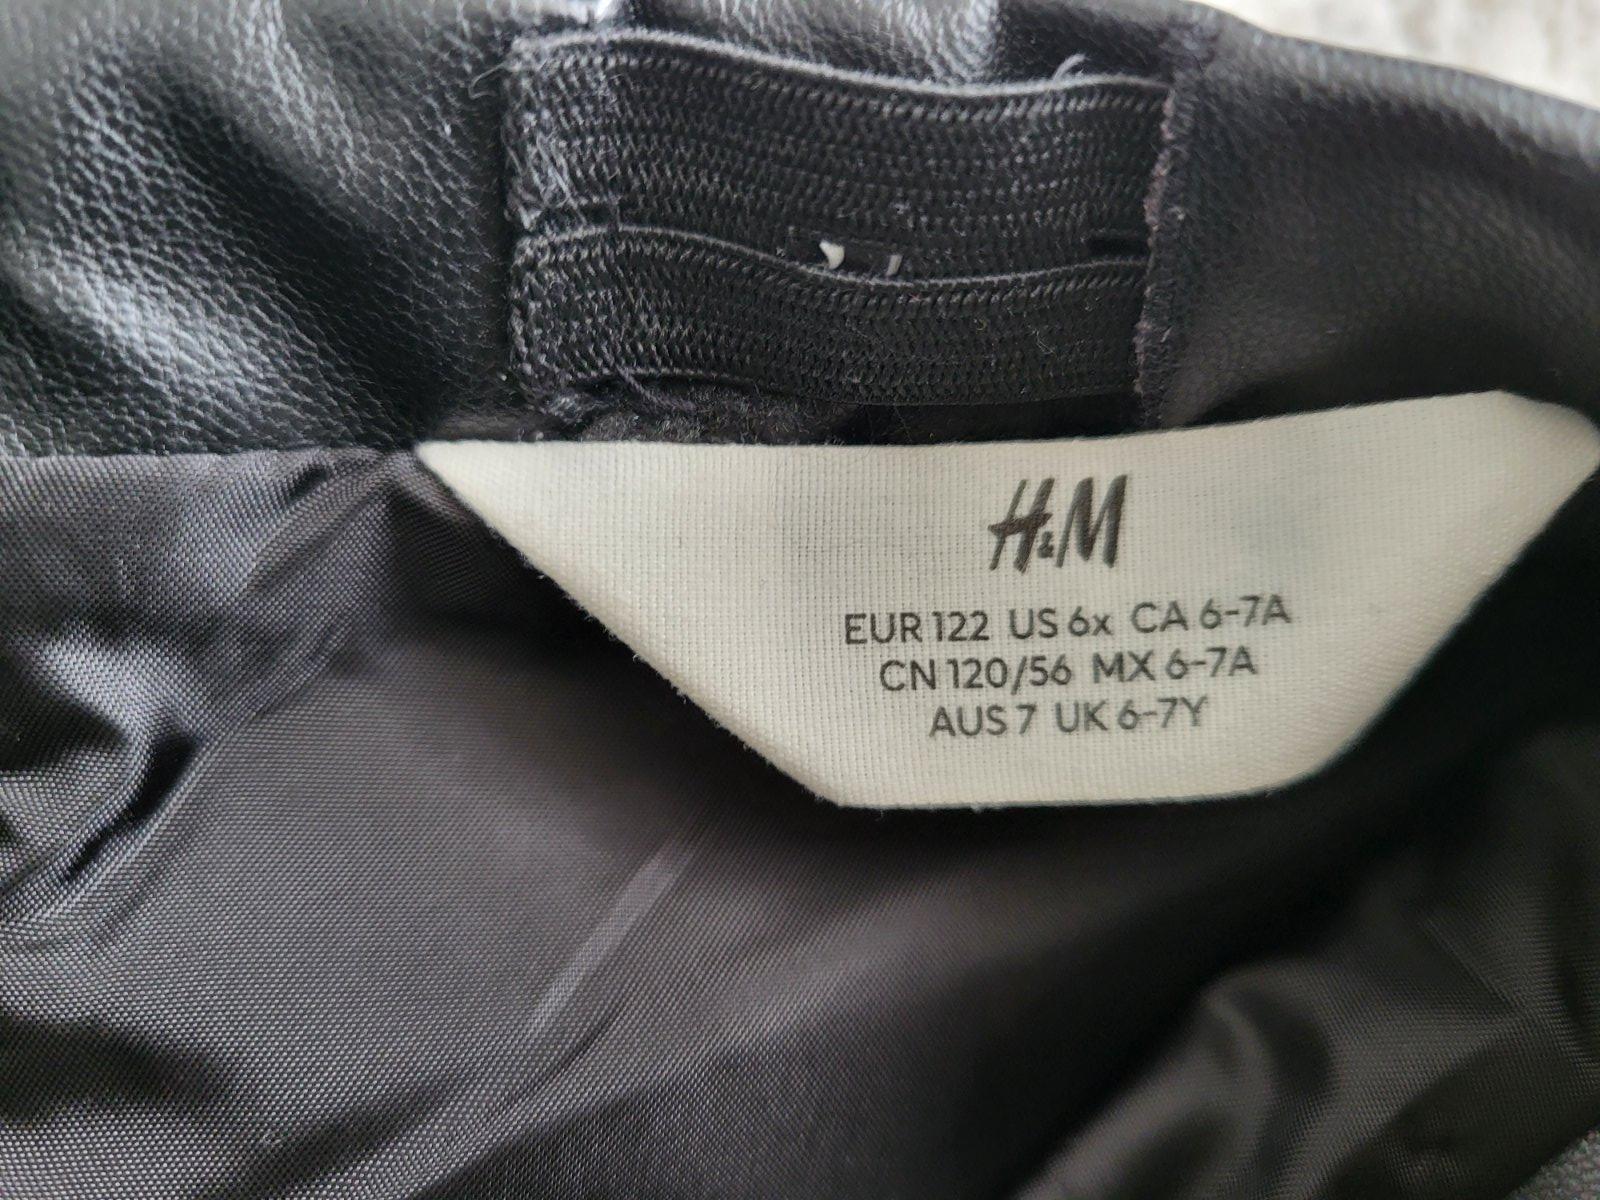 H&M
EUR 122 US 6x CA 6-7A
CN 120/56 MX 6-7A
AUS 7 UK 6-7Y